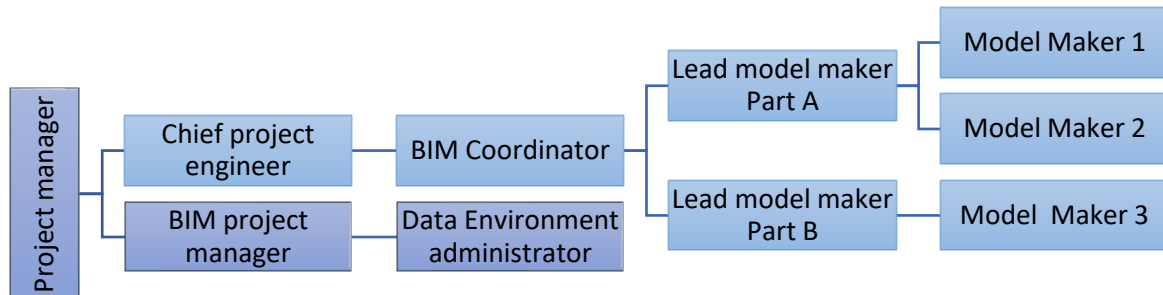 Project manager
Chief project
engineer
BIM project
manager
BIM Coordinator
Data Environment
administrator
Lead model maker
Part A
Lead model maker
Part B
Model Maker 1
Model Maker 2
Model  Maker 3